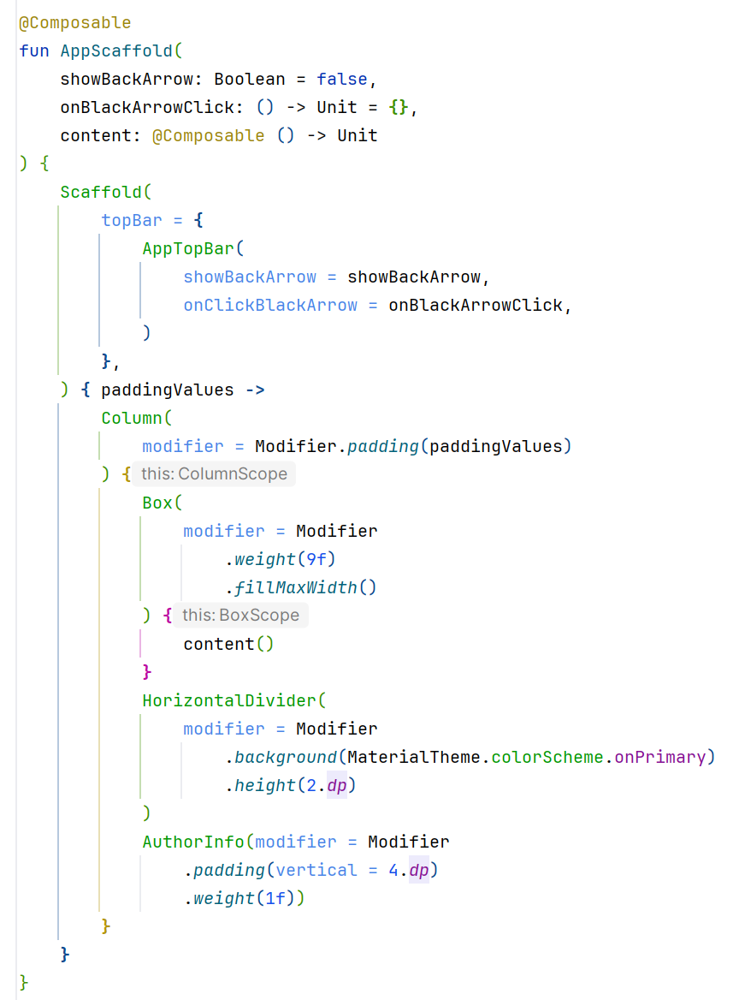 @Composable
fun AppScaffold(
    showBackArrow: Boolean = false,
    onBlackArrowClick: () -> Unit = {},
    content: @Composable () -> Unit
) {
    Scaffold(
        topBar = {
            AppTopBar(
                showBackArrow = showBackArrow,
                onClickBlackArrow = onBlackArrowClick,
            )
        },
    ) { paddingValues ->
        Column(
            modifier = Modifier.padding(paddingValues)
        ) { this: ColumnScope
            Box(
                modifier = Modifier
                    .weight(9f)
                    .fillMaxWidth()
            ) { this: BoxScope
                content()
            }
            HorizontalDivider(
                modifier = Modifier
                    .background(MaterialTheme.colorScheme.onPrimary)
                    .height(2.dp)
            )
            AuthorInfo(modifier = Modifier
                .padding(vertical = 4.dp)
                .weight(1f))
        }
    }
}